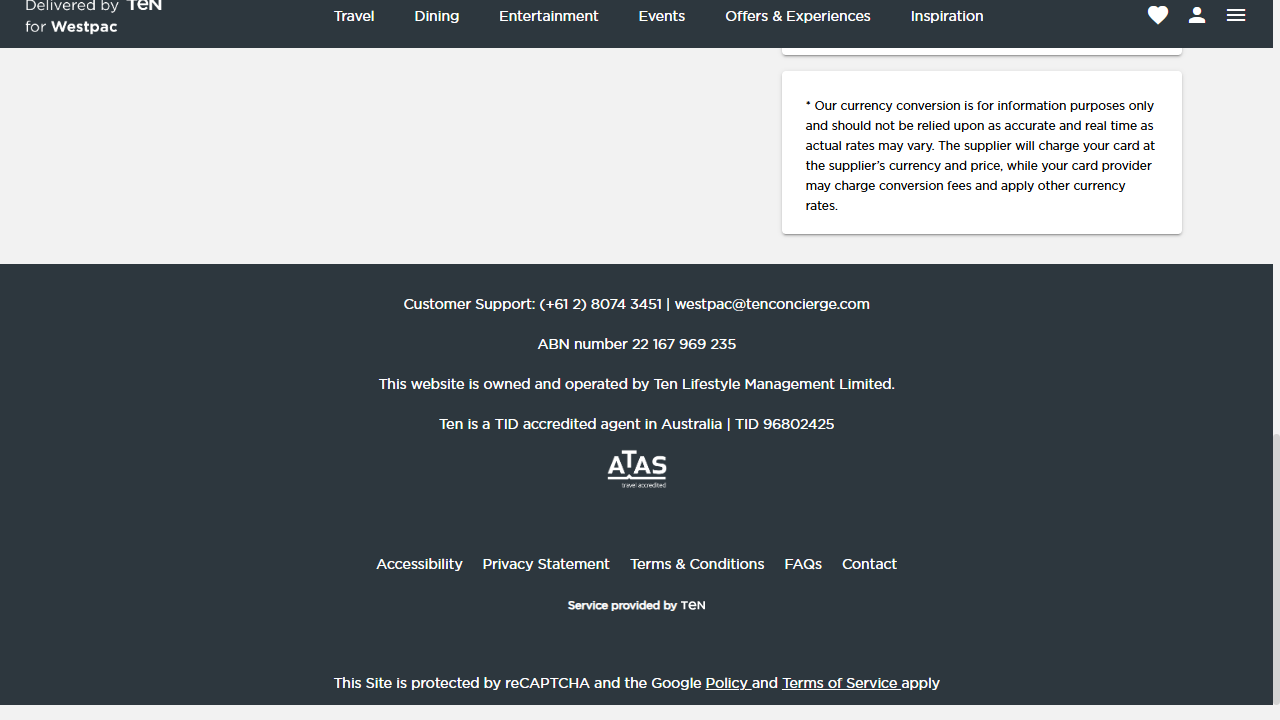 Delivered by TeN
for Westpac
Travel
Dining
Entertainment
Events
Offers & Experiences
Inspiration
* Our currency conversion is for information purposes only
and should not be relied upon as accurate and real time as
actual rates may vary. The supplier will charge your card at
the supplier’s currency and price, while your card provider
may charge conversion fees and apply other currency
rates.
Customer Support: (+61 2) 8074 3451 | westpac@tenconcierge.com
ABN number 22 167 969 235
This website is owned and operated by Ten Lifestyle Management Limited.
Ten is a TID accredited agent in Australia | TID 96802425
ATAS
travel accredited
Accessibility
Privacy Statement
Terms & Conditions
FAQs
Contact
Service provided by TeN
This Site is protected by reCAPTCHA and the Google Policy and Terms of Service apply